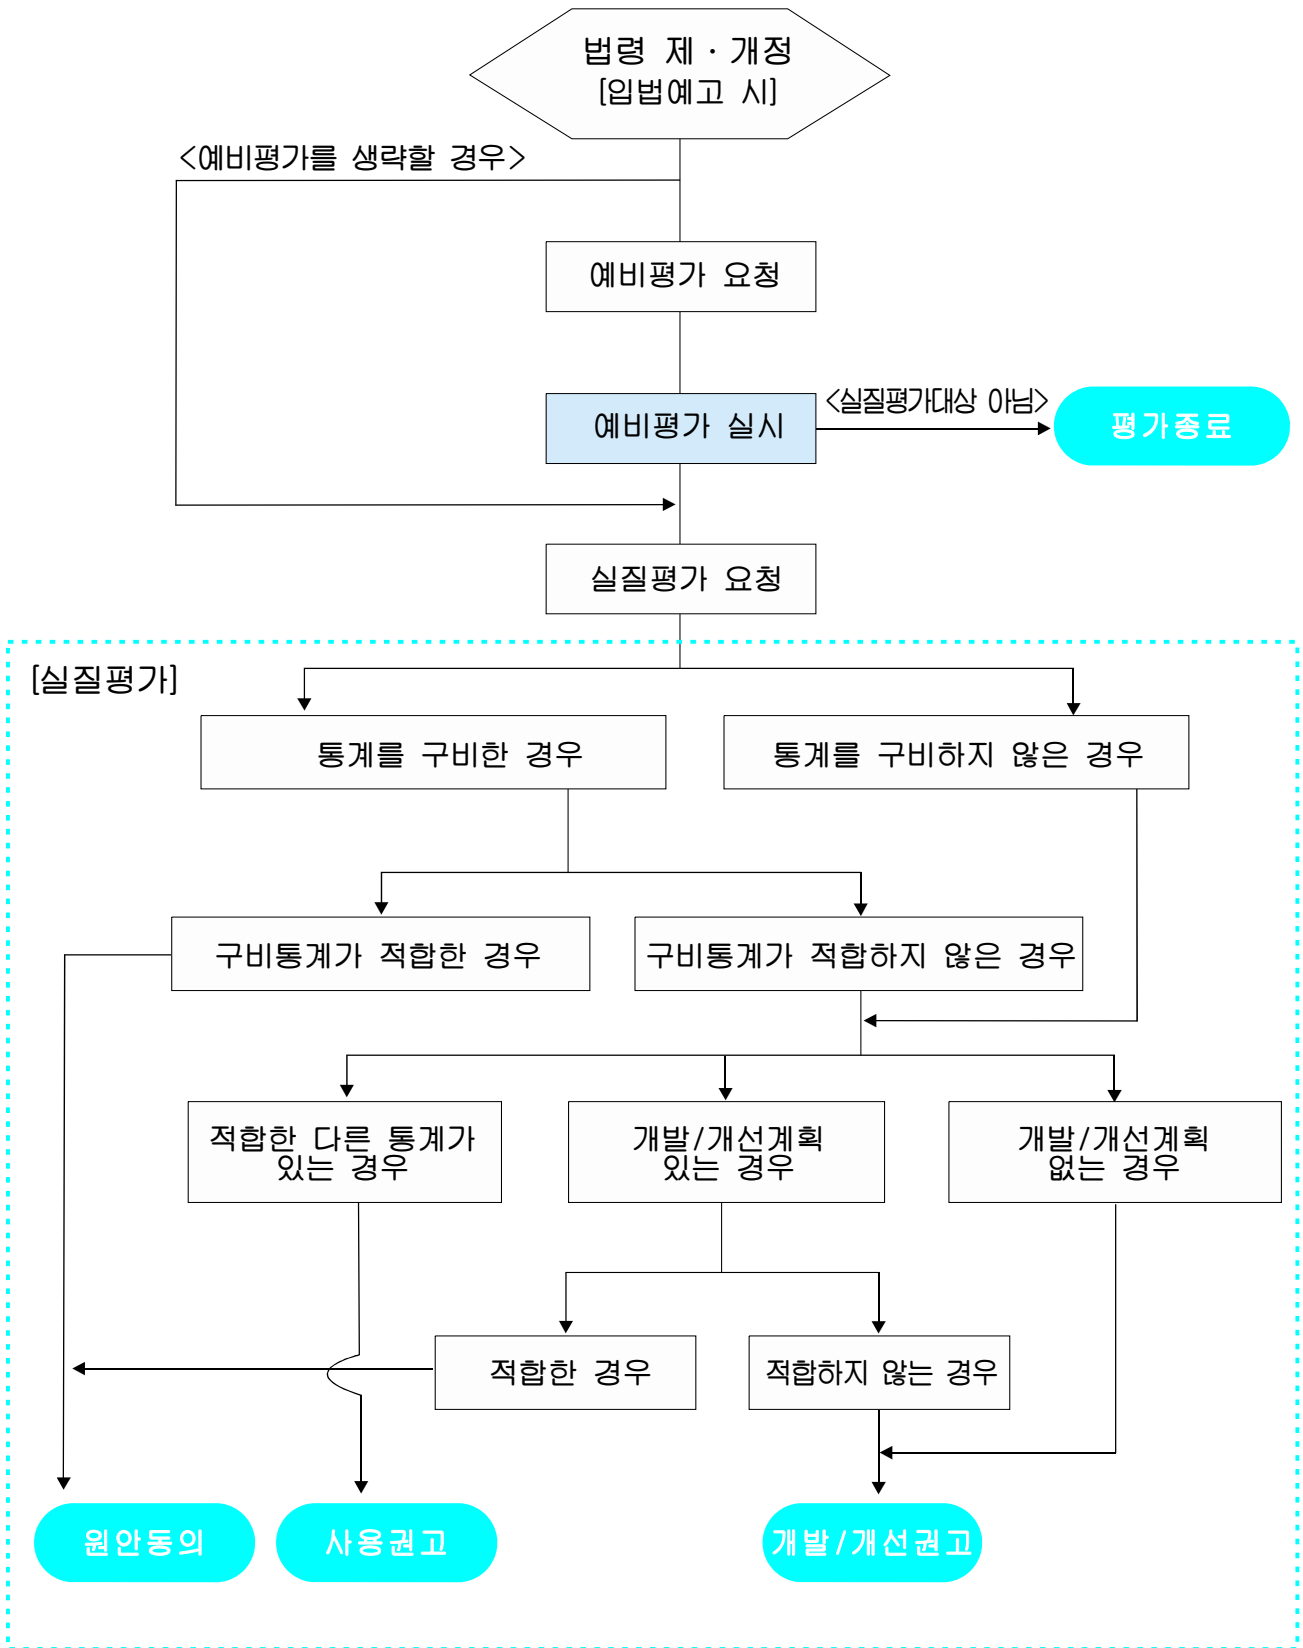 법령 제·개정
[입법예고 시]
<예비평가를 생략할 경우>
예비평가 요청
예비평가 실시
<실질평가대상 아님>
평가종료
실질평가 요청
[실질평가]
통계를 구비한 경우
통계를 구비하지 않은 경우
구비통계가 적합한 경우
구비통계가 적합하지 않은 경우
적합한 다른 통계가
있는 경우
개발/개선계획
있는 경우
개발/개선계획
없는 경우
적합한 경우
적합하지 않는 경우
원안동의
사용권고
개발/개선권고